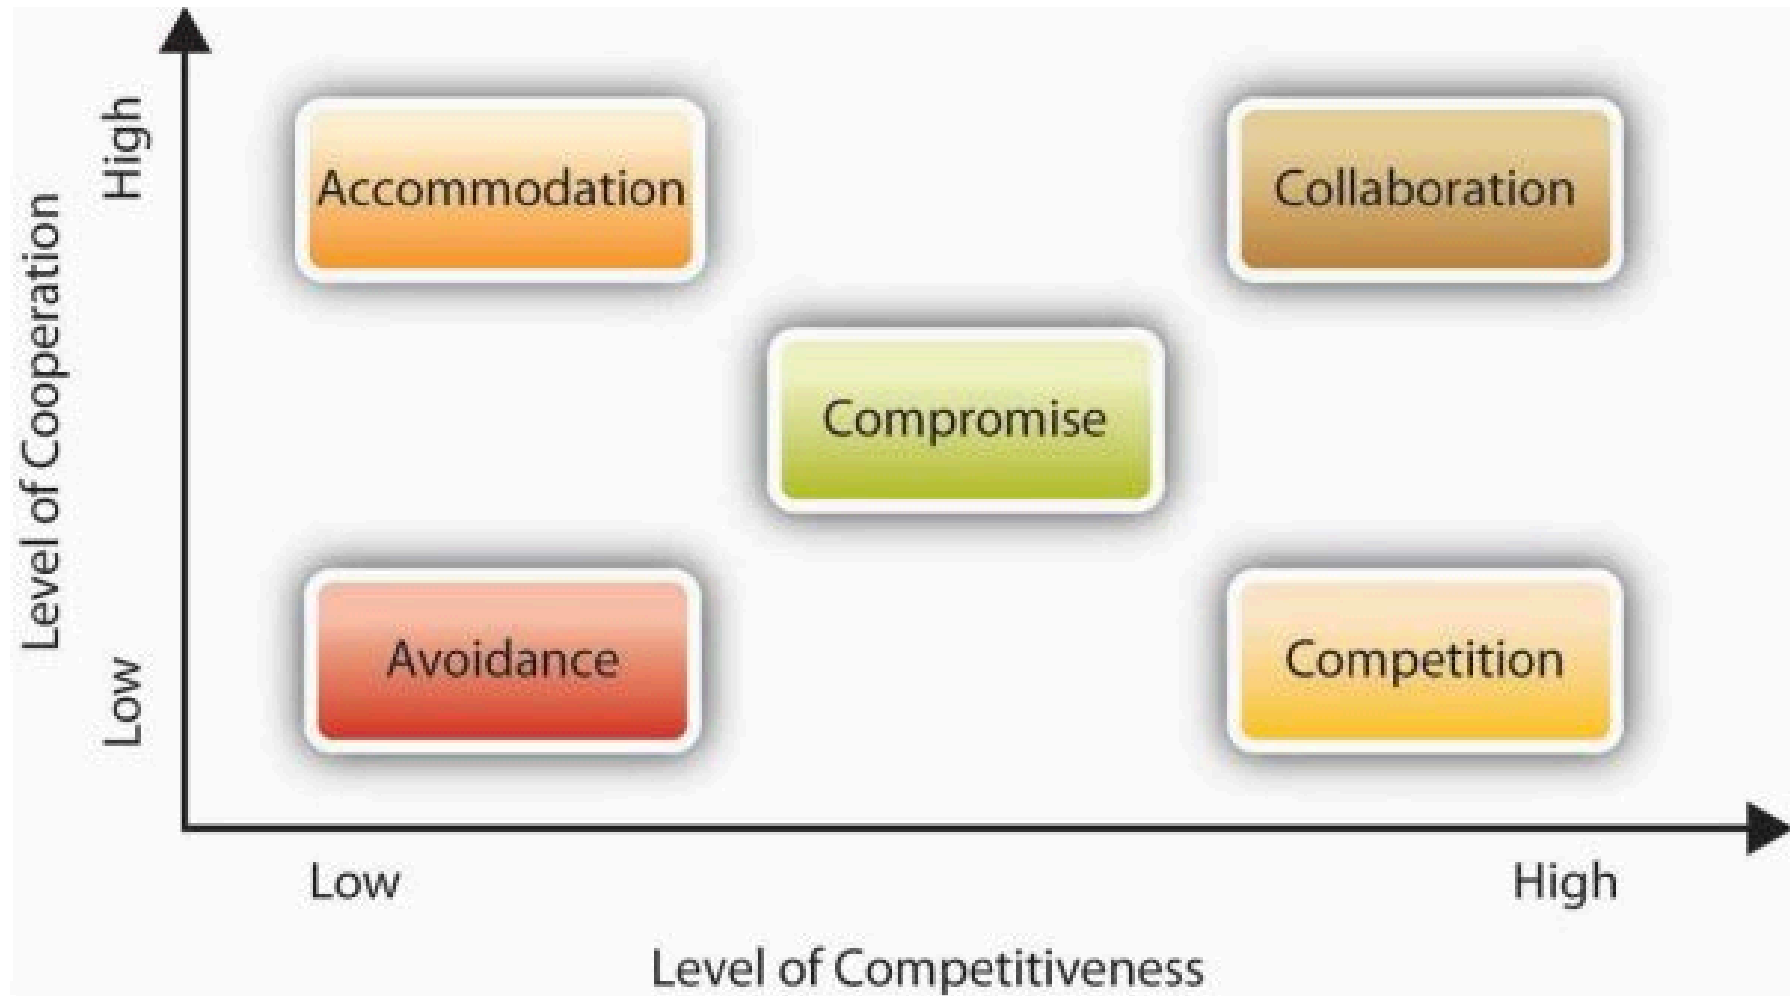 High
Accommodation
Collaboration
Level of Cooperation
Compromise
Low
Avoidance
Competition
Low
High
Level of Competitiveness